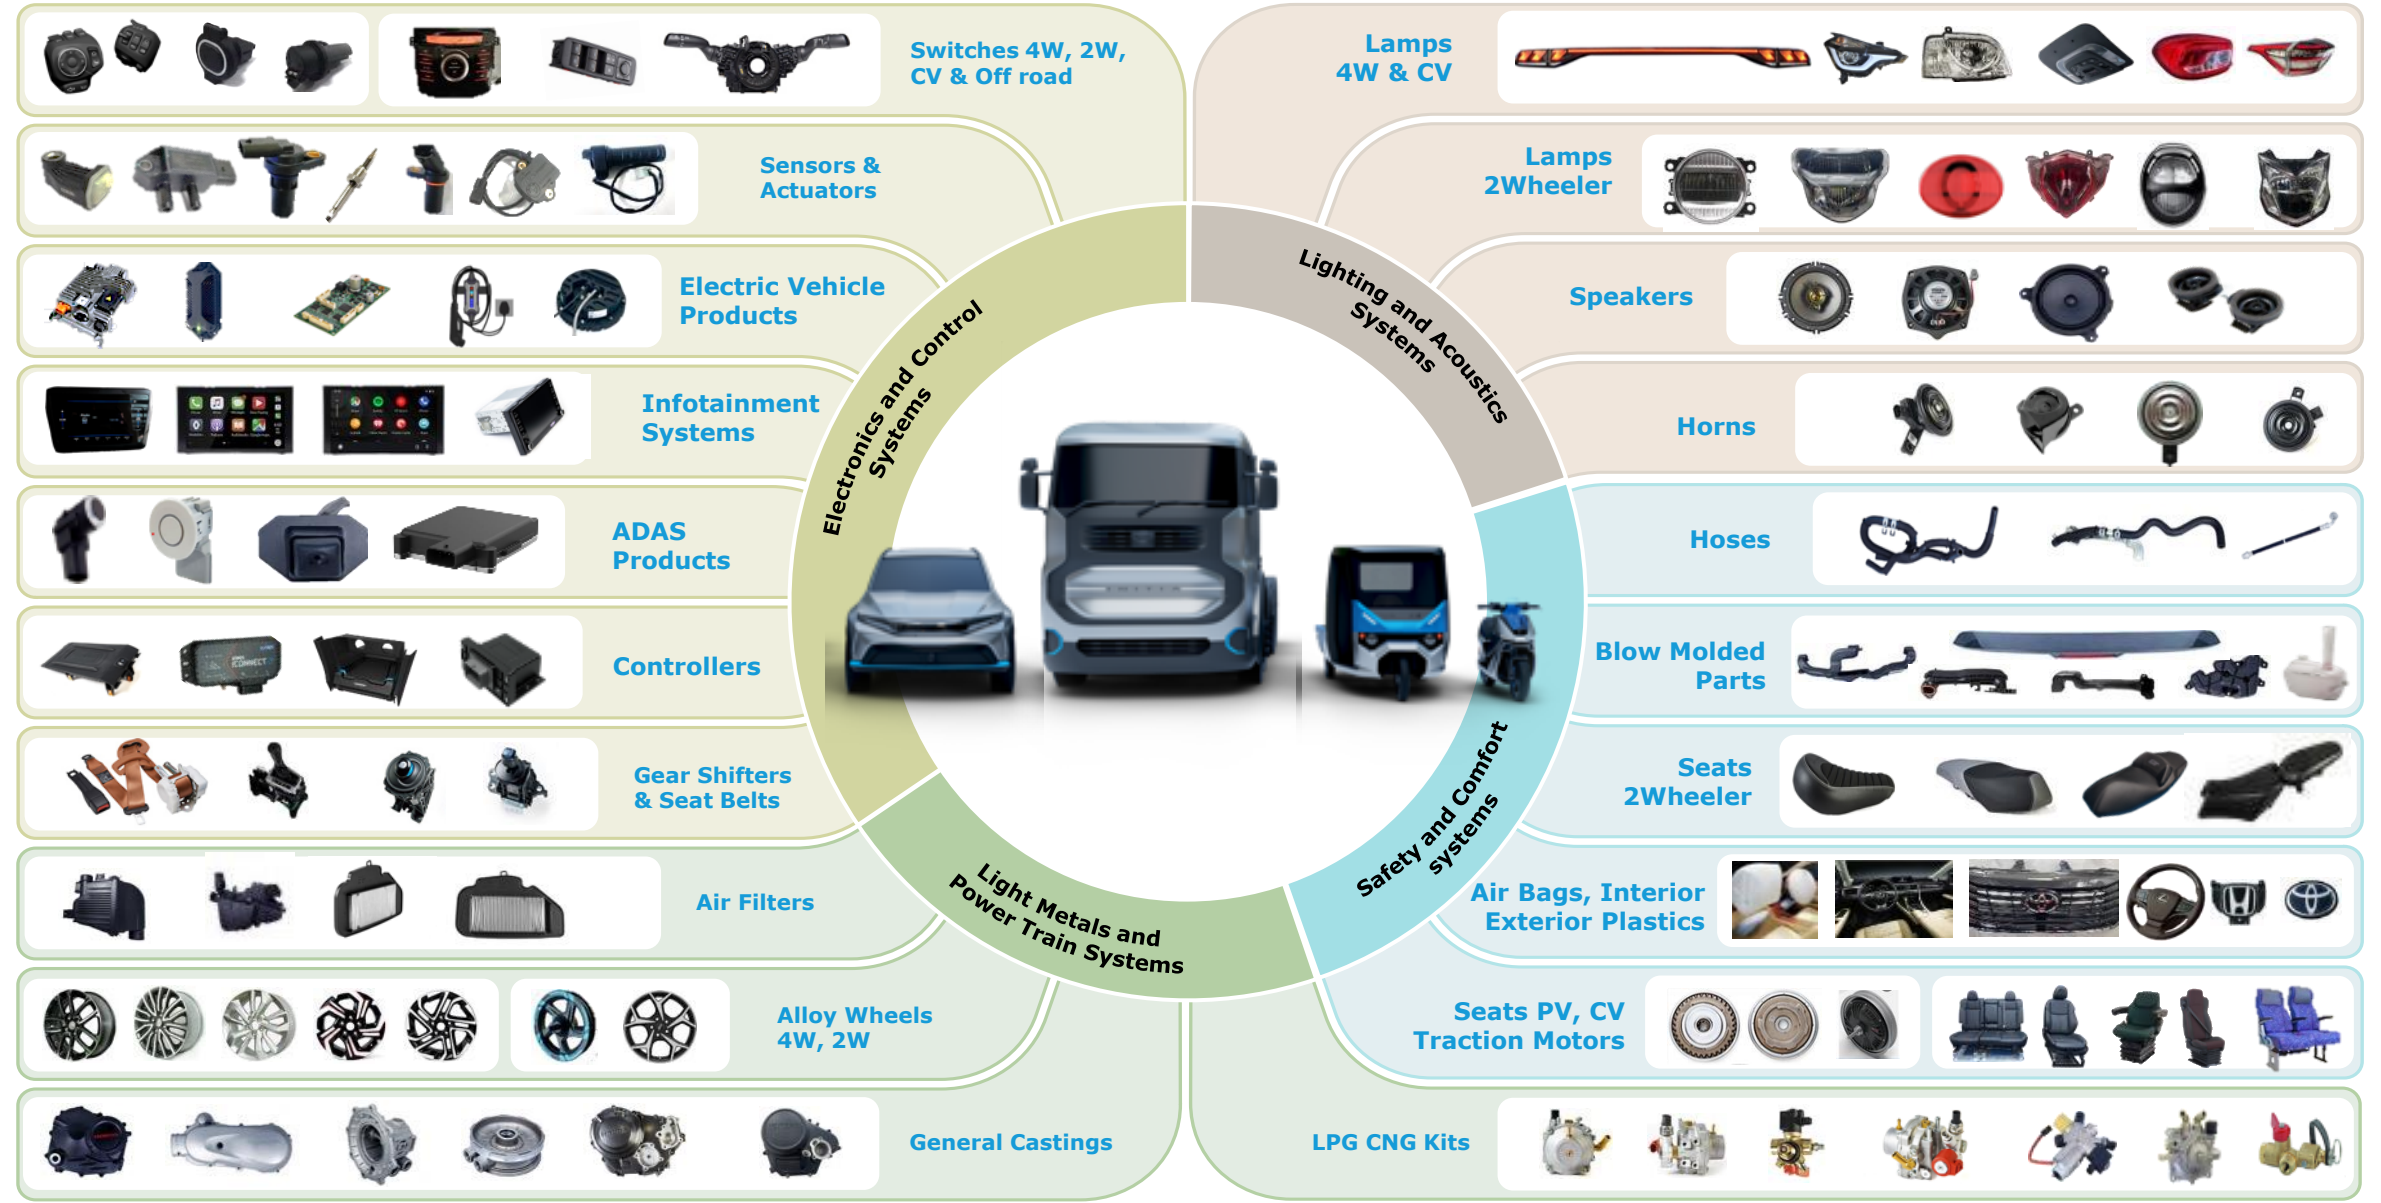 Switches 4W, 2W,
CV & Off road
Sensors &
Actuators
Electric Vehicle
Products
Infotainment
Systems
ADAS
Products
Controllers
Gear Shifters
& Seat Belts
Air Filters
Alloy Wheels
4W, 2W
General Castings
Electronics and Control
Systems
Lighting and Acoustics
Systems
Safety and Comfort
systems
Light Metals and
Power Train Systems
Lamps
4W & CV
Lamps
2Wheeler
Speakers
Horns
Hoses
Blow Molded
Parts
Seats
2Wheeler
Air Bags, Interior
Exterior Plastics
Seats PV, CV
Traction Motors
LPG CNG Kits
iCONNECT